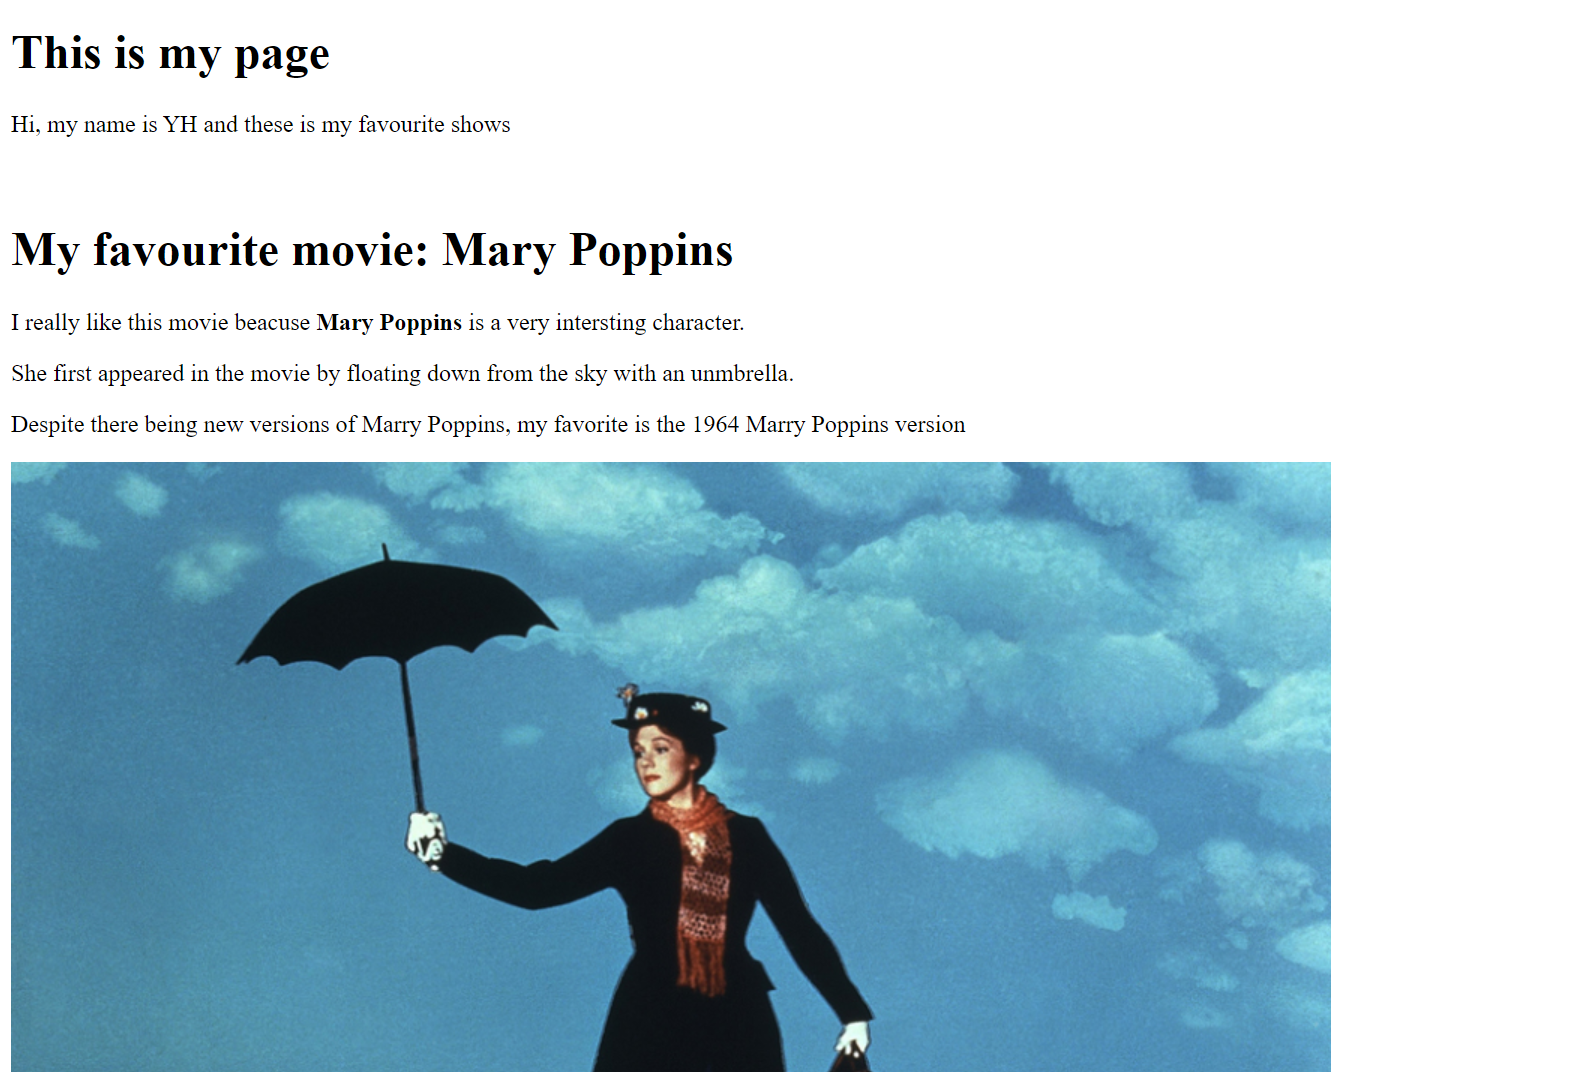 This is my page
Hi, my name is YH and these is my favourite shows
My favourite movie: Mary Poppins
I really like this movie beacuse Mary Poppins is a very intersting character.
She first appeared in the movie by floating down from the sky with an unmbrella.
Despite there being new versions of Marry Poppins, my favorite is the 1964 Marry Poppins version